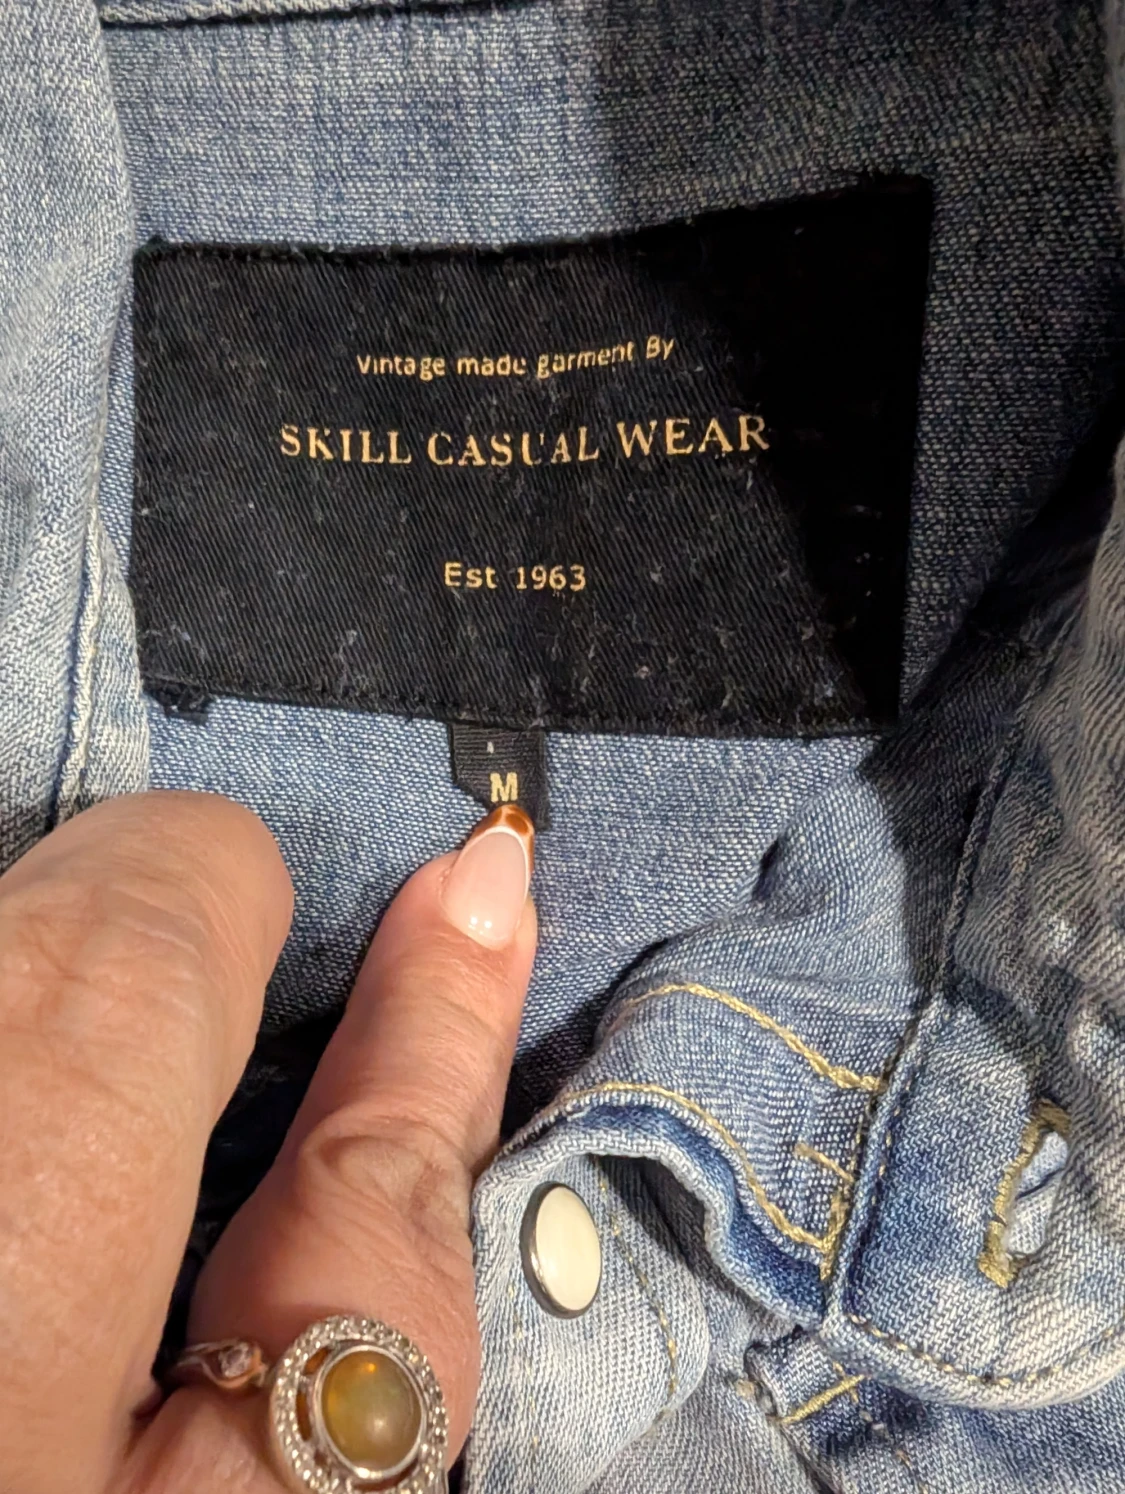 Vintage made garment By
SKILL CASUAL WEAR
Est 1963
M